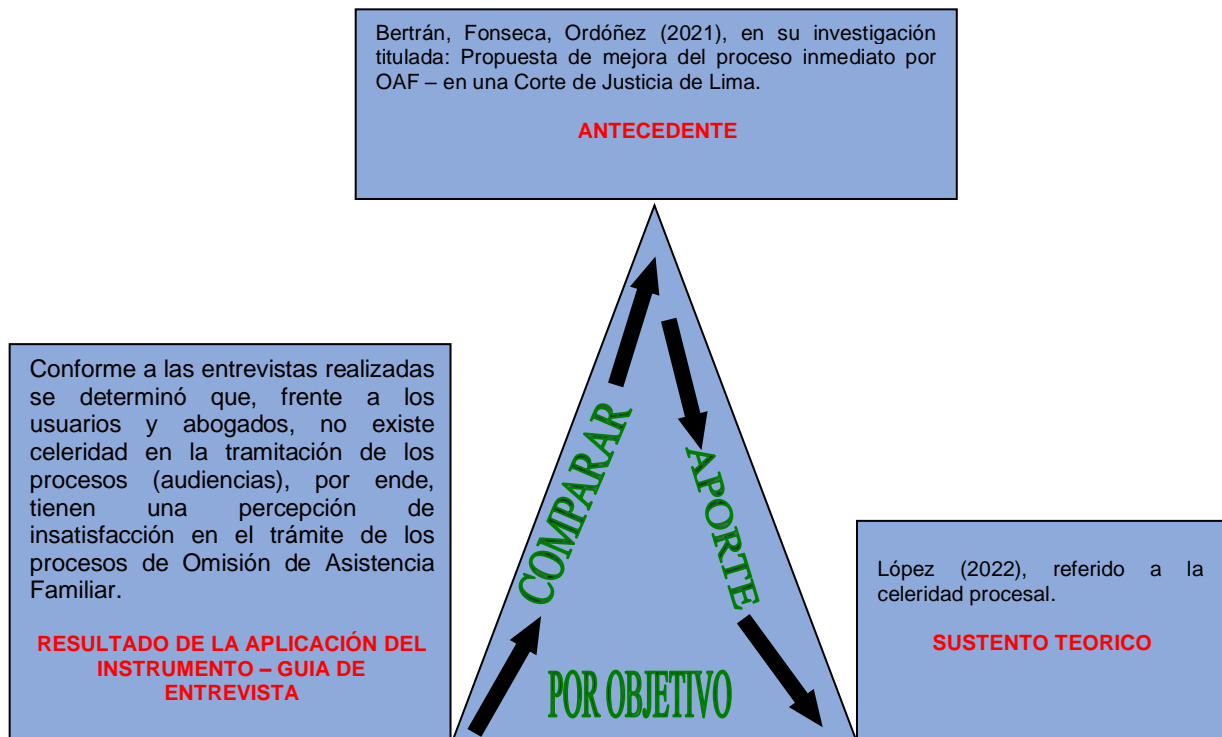 Bertrán, Fonseca, Ordóñez (2021), en su investigación
titulada: Propuesta de mejora del proceso inmediato por
OAF – en una Corte de Justicia de Lima.
ANTECEDENTE
Conforme a las entrevistas realizadas
se determinó que, frente a los
usuarios y abogados, no existe
celeridad en la tramitación de los
procesos (audiencias), por ende,
tienen una percepción de
insatisfacción en el trámite de los
procesos de Omisión de Asistencia
Familiar.
RESULTADO DE LA APLICACIÓN DEL
INSTRUMENTO – GUIA DE
ENTREVISTA
COMPARAR
APORTE
POR OBJETIVO
López (2022), referido a la
celeridad procesal.
SUSTENTO TEORICO